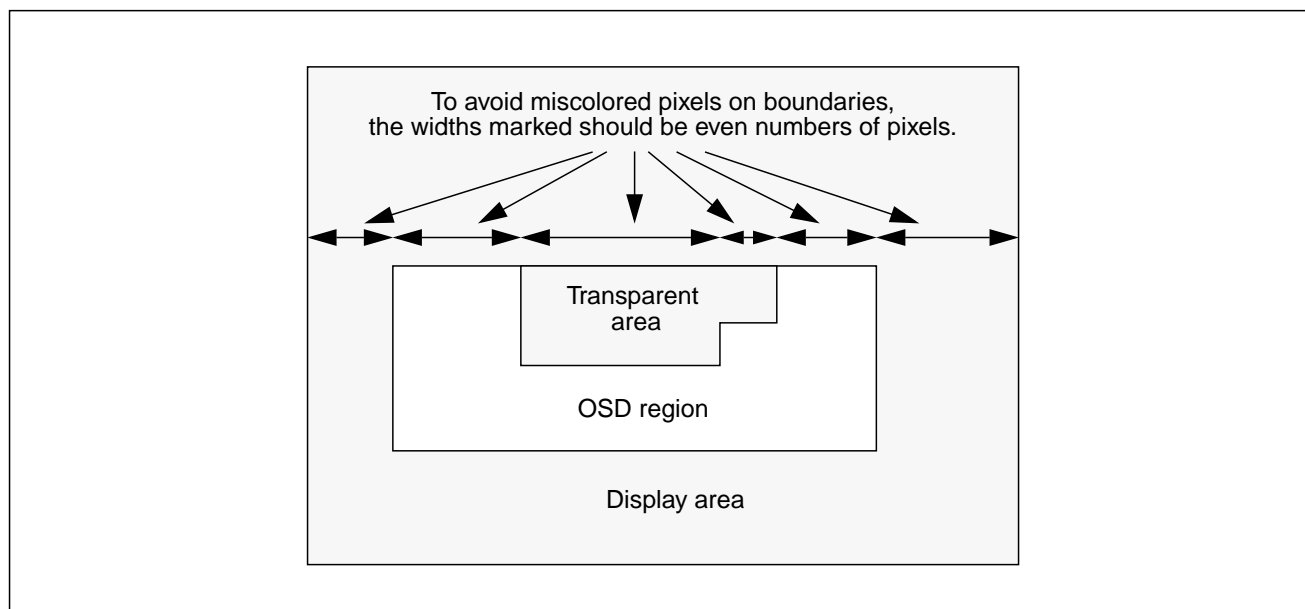 To avoid miscolored pixels on boundaries,
the widths marked should be even numbers of pixels.
Transparent
area
OSD region
Display area